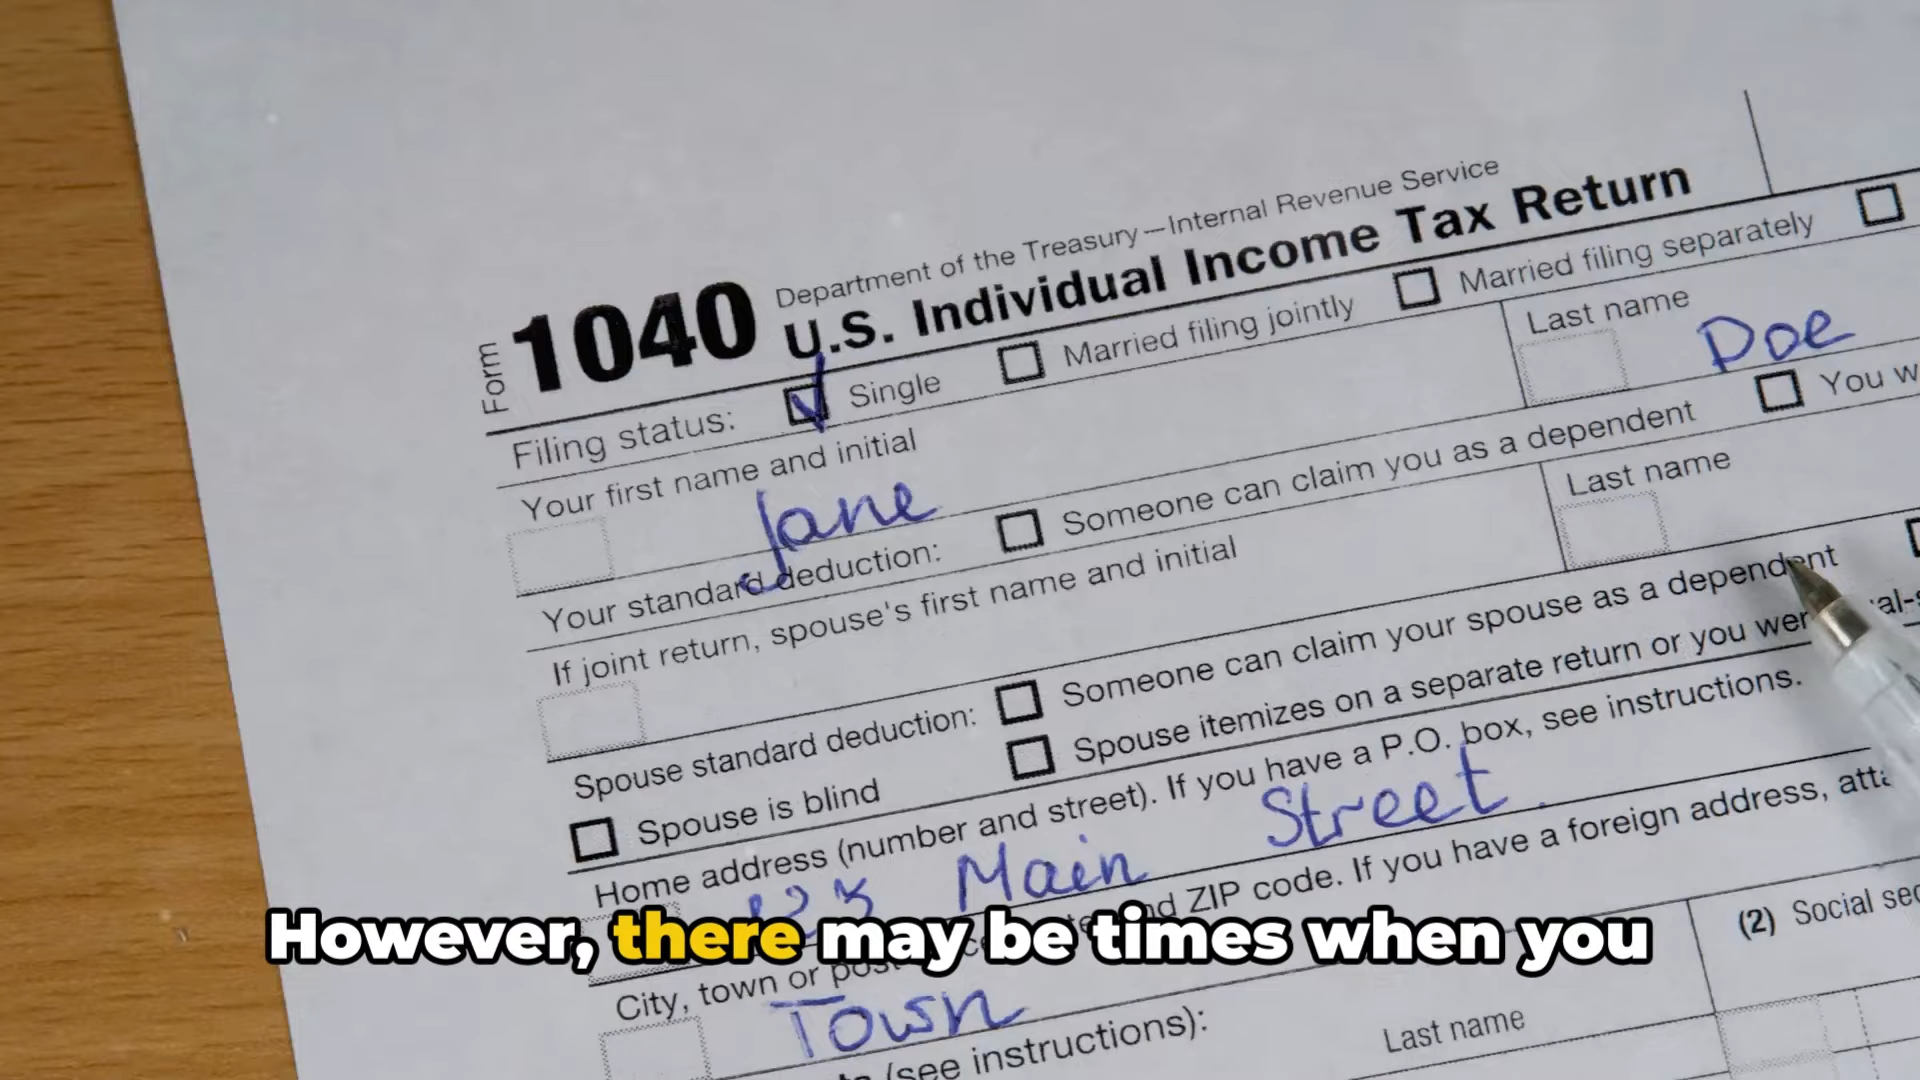 Department of the Treasury—Internal Revenue Service
Form 1040 U.S. Individual Income Tax Return
Filing status: Single Married filing jointly Married filing separately
Your first name and initial Last name
Jane Doe
Your standard deduction: Someone can claim you as a dependent You w
If joint return, spouse's first name and initial Last name
Spouse standard deduction: Someone can claim your spouse as a dependent
Spouse is blind Spouse itemizes on a separate return or you wer al-s
Home address (number and street). If you have a P.O. box, see instructions.
Main Street
City, town or post ZIP code. If you have a foreign address, atta
Town
(see instructions): Last name (2) Social sec
However, there may be times when you